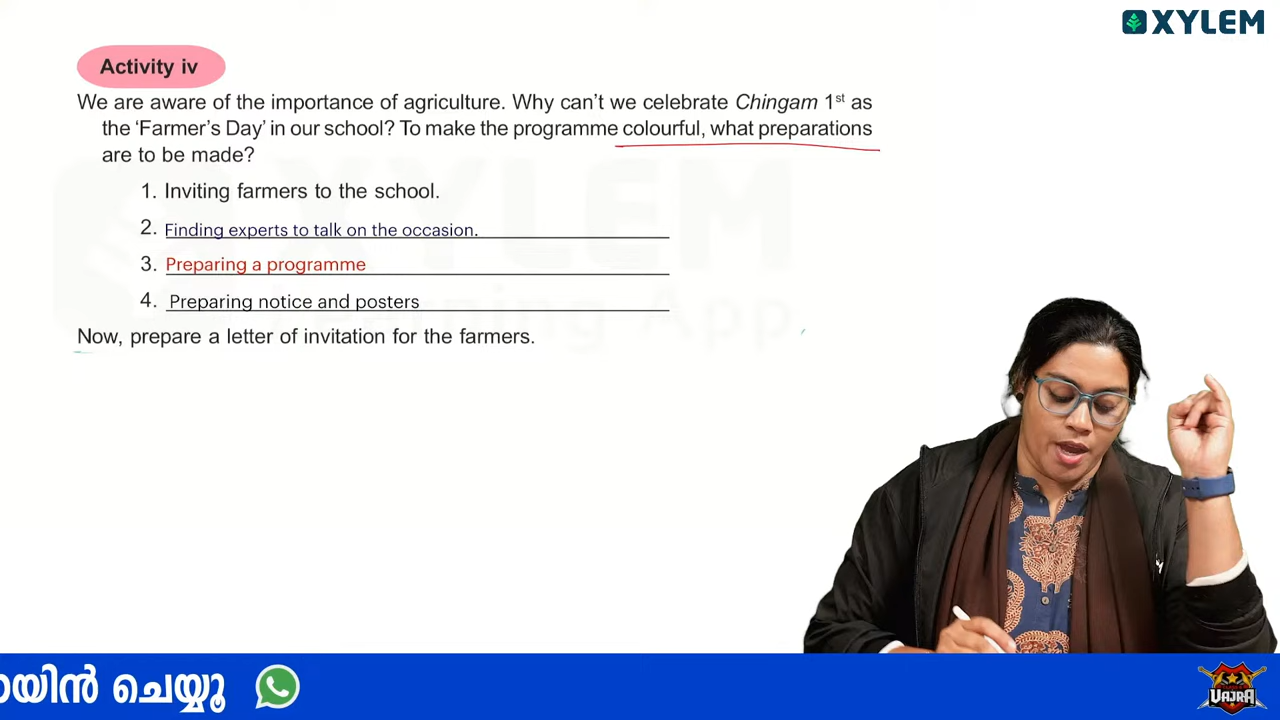 XYLEM
Activity iv
We are aware of the importance of agriculture. Why can't we celebrate Chingam 1st as
the 'Farmer's Day' in our school? To make the programme colourful, what preparations
are to be made?
1. Inviting farmers to the school.
2. Finding experts to talk on the occasion.
3. Preparing a programme
4. Preparing notice and posters
Now, prepare a letter of invitation for the farmers.
XYLEM
Learning App
യിൻ ചെയ്യൂ
VAJRA